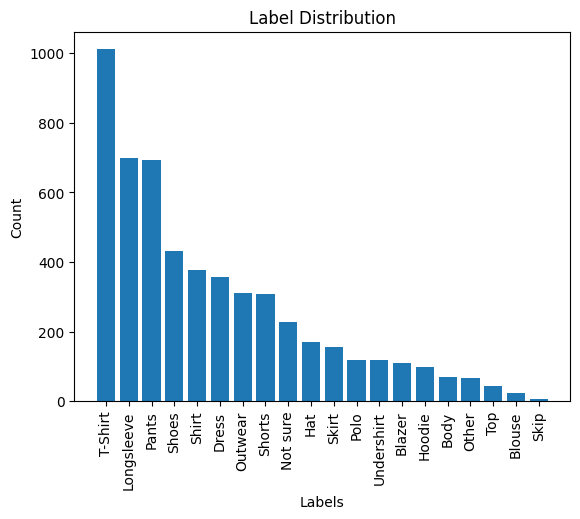 Label Distribution
Count
1000
800
600
400
200
0
T-Shirt
Longsleeve
Pants
Shoes
Shirt
Dress
Outwear
Shorts
Not sure
Hat
Skirt
Polo
Undershirt
Blazer
Hoodie
Body
Other
Top
Blouse
Skip
Labels